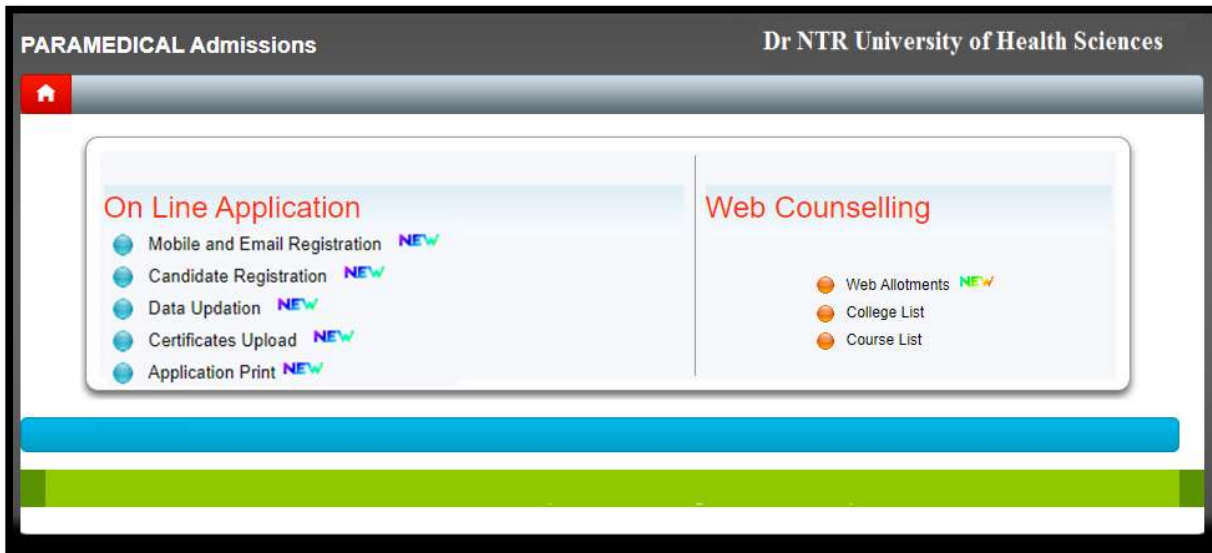 PARAMEDICAL Admissions
Dr NTR University of Health Sciences
On Line Application
Mobile and Email Registration NEW
Candidate Registration NEW
Data Updation NEW
Certificates Upload NEW
Application Print NEW
Web Counselling
Web Allotments NEW
College List
Course List